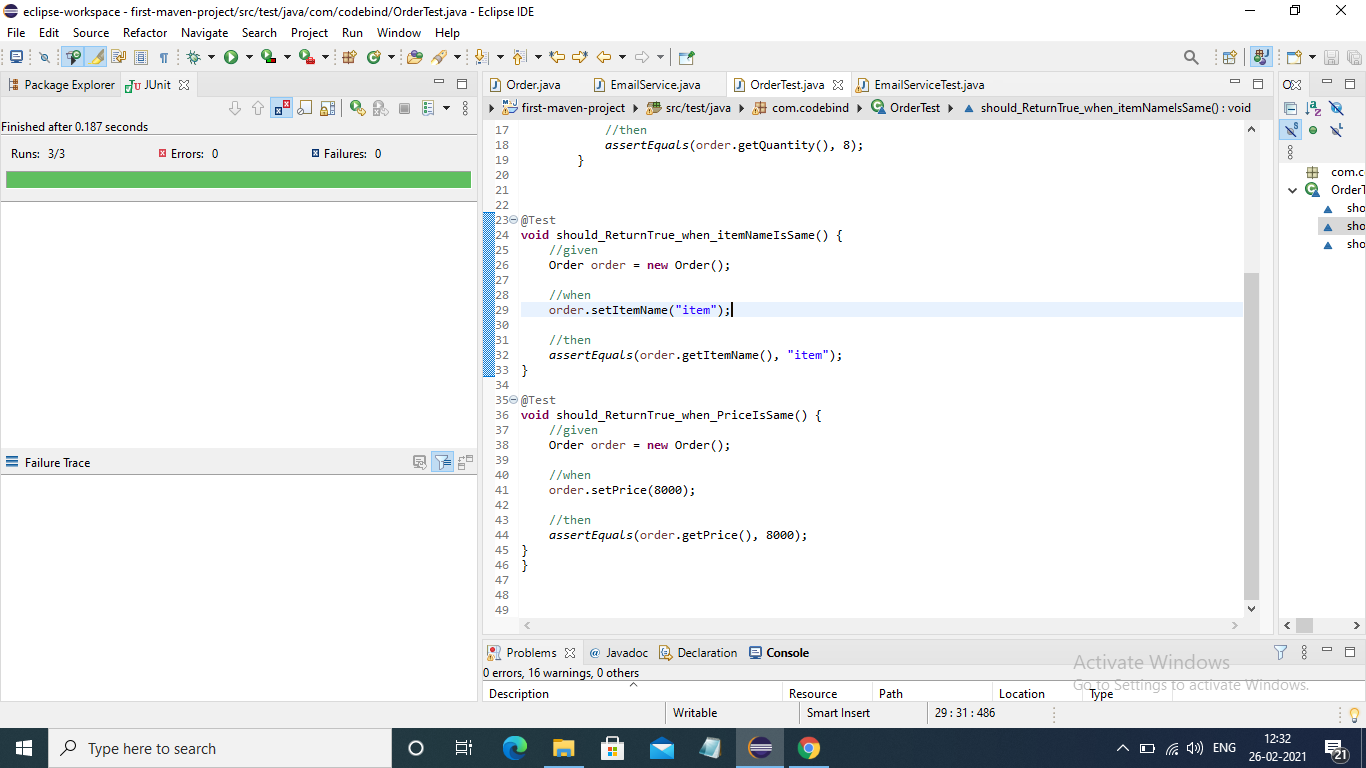 eclipse-workspace - first-maven-project/src/test/java/com/codebind/OrderTest.java - Eclipse IDE
File Edit Source Refactor Navigate Search Project Run Window Help
Package Explorer JUnit
Finished after 0.187 seconds
Runs: 3/3 Errors: 0 Failures: 0
Failure Trace
Order.java EmailService.java OrderTest.java EmailServiceTest.java
first-maven-project src/test/java com.codebind OrderTest should_ReturnTrue_when_itemNameIsSame() : void
17 //then
18 assertEquals(order.getQuantity(), 8);
19 }
20
21
22
23 @Test
24 void should_ReturnTrue_when_itemNameIsSame() {
25 //given
26 Order order = new Order();
27
28 //when
29 order.setItemName("item");
30
31 //then
32 assertEquals(order.getItemName(), "item");
33 }
34
35 @Test
36 void should_ReturnTrue_when_PriceIsSame() {
37 //given
38 Order order = new Order();
39
40 //when
41 order.setPrice(8000);
42
43 //then
44 assertEquals(order.getPrice(), 8000);
45 }
46 }
47
48
49
com.c
OrderT
sho
sho
sho
Problems @ Javadoc Declaration Console
0 errors, 16 warnings, 0 others
Description Resource Path Location Type
Activate Windows
Go to Settings to activate Windows.
Writable Smart Insert 29 : 31 : 486
Type here to search
ENG
12:32
26-02-2021
21